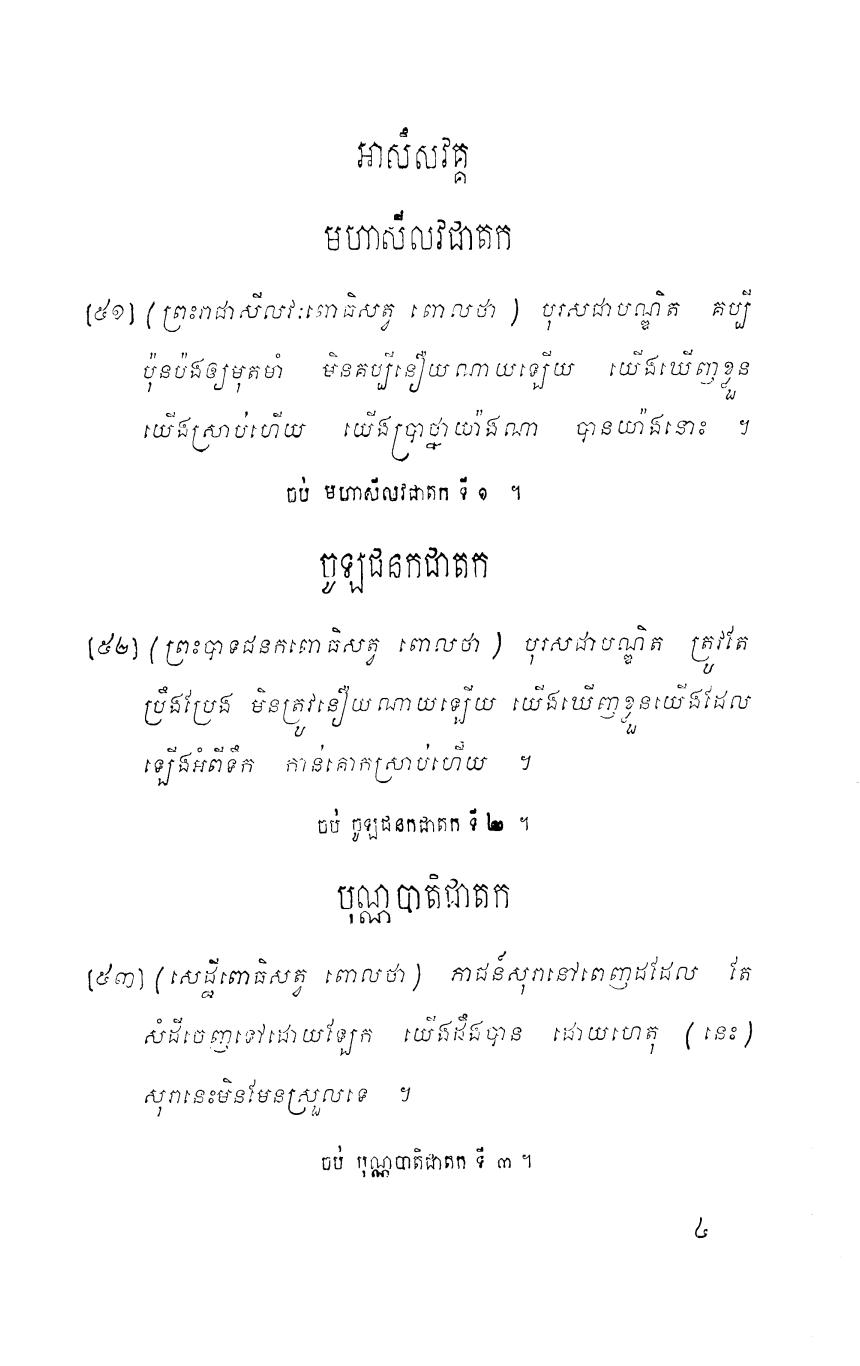 អាសឹសវគ្គ
មហាសីលវជាតក
[៥១] (ព្រះរាជាសីលវៈពោធិសត្វ ពោលថា) បុរសជាបណ្ឌិត គប្បី
ប៉ុនប៉ងឲ្យមុតមាំ មិនគប្បីនឿយណាយឡើយ យើងឃើញខ្លួន
យើងស្រាប់ហើយ យើងប្រាថ្នាយ៉ាងណា បានយ៉ាងនោះ ។
ចប់ មហាសីលវជាតក ទី ១ ។
ចូឡជនកជាតក
[៥២] (ព្រះបាទជនកពោធិសត្វ ពោលថា) បុរសជាបណ្ឌិត ត្រូវតែ
ប្រឹងប្រែង មិនត្រូវនឿយណាយឡើយ យើងឃើញខ្លួនយើងដែល
ឡើងអំពីទឹក កាន់គោកស្រាប់ហើយ ។
ចប់ ចូឡជនកជាតក ទី ២ ។
បុណ្ណបាតិជាតក
[៥៣] (សេដ្ឋីពោធិសត្វ ពោលថា) ភាជន៍សុរានៅពេញដដែល តែ
សំដីចេញទៅដោយឡែក យើងដឹងបាន ដោយហេតុ (នេះ)
សុរានេះមិនមែនស្រួលទេ ។
ចប់ បុណ្ណបាតិជាតក ទី ៣ ។
៤